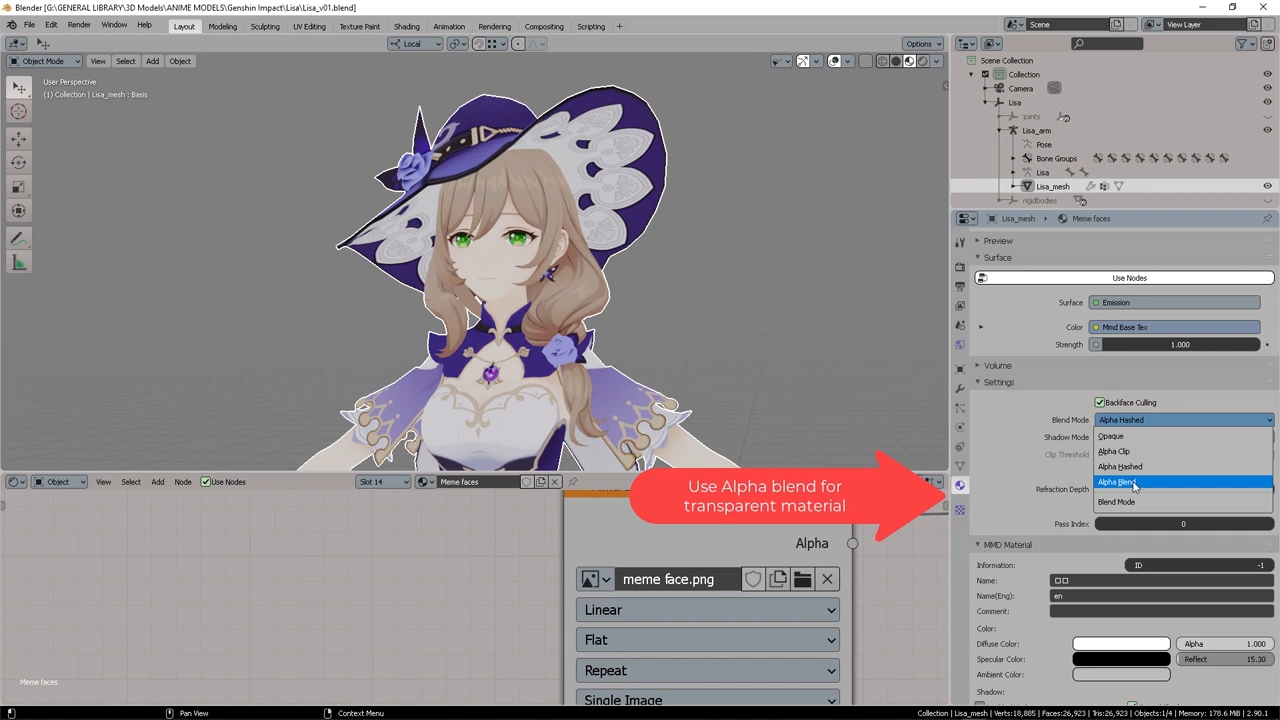 Blender [G:\GENERAL LIBRARY\3D Models\ANIME MODELS\Genshin Impact\Lisa\Lisa_v01.blend]
File Edit Render Window Help Layout Modeling Sculpting UV Editing Texture Paint Shading Animation Rendering Compositing Scripting Scene View Layer
Local Options
Object Mode View Select Add Object
User Perspective
(1) Collection | Lisa_mesh : Basis
Scene Collection
Collection
Camera
Lisa
joints
Lisa_arm
Pose
Bone Groups
Lisa
Lisa_mesh
rigidbodies
Lisa_mesh Meme faces
Preview
Surface
Use Nodes
Surface Emission
Color Mmd Base Tex
Strength 1.000
Volume
Settings
Backface Culling
Blend Mode Alpha Hashed
Shadow Mode Opaque
Clip Threshold Alpha Clip
Alpha Hashed
Alpha Blend
Refraction Depth
Blend Mode
Pass Index 0
MMD Material
Information: ID -1
Name:
Name(Eng): en
Comment:
Color:
Diffuse Color: Alpha 1.000
Specular Color: Reflect 15.30
Ambient Color:
Shadow:
Object View Select Add Node Use Nodes Slot 14 Meme faces
Use Alpha blend for
transparent material
Alpha
meme face.png
Linear
Flat
Repeat
Single Image
Meme faces
Pan View Context Menu Collection | Lisa_mesh | Verts:18,885 | Faces:26,923 | Tris:26,923 | Objects:1/4 | Memory: 178.6 MiB | 2.90.1